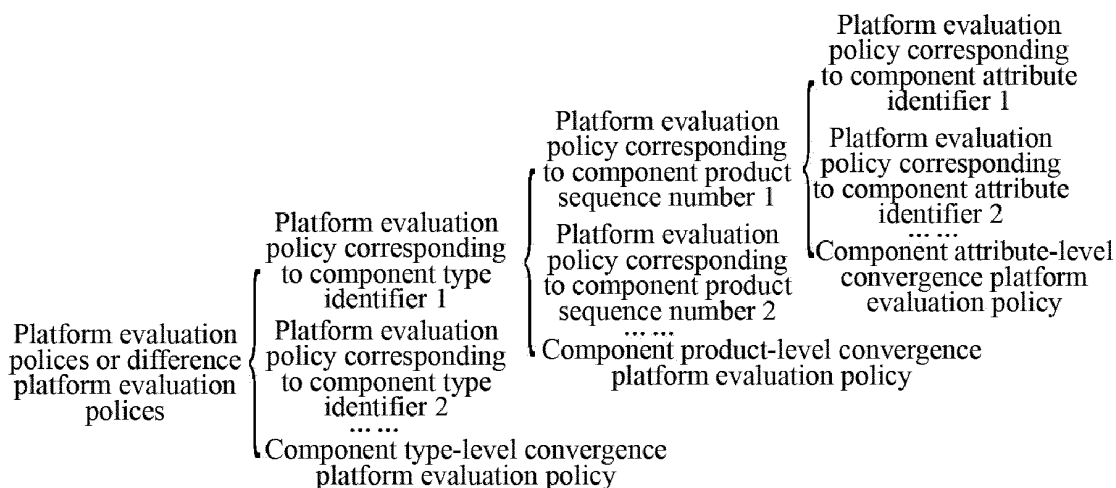 Platform evaluation
polices or difference
platform evaluation
polices
Platform evaluation
policy corresponding
to component type
identifier 1
Platform evaluation
policy corresponding
to component type
identifier 2
... ...
Component type-level convergence
platform evaluation policy
Platform evaluation
policy corresponding
to component product
sequence number 1
Platform evaluation
policy corresponding
to component product
sequence number 2
... ...
Component product-level convergence
platform evaluation policy
Platform evaluation
policy corresponding
to component attribute
identifier 1
Platform evaluation
policy corresponding
to component attribute
identifier 2
... ...
Component attribute-level
convergence platform
evaluation policy